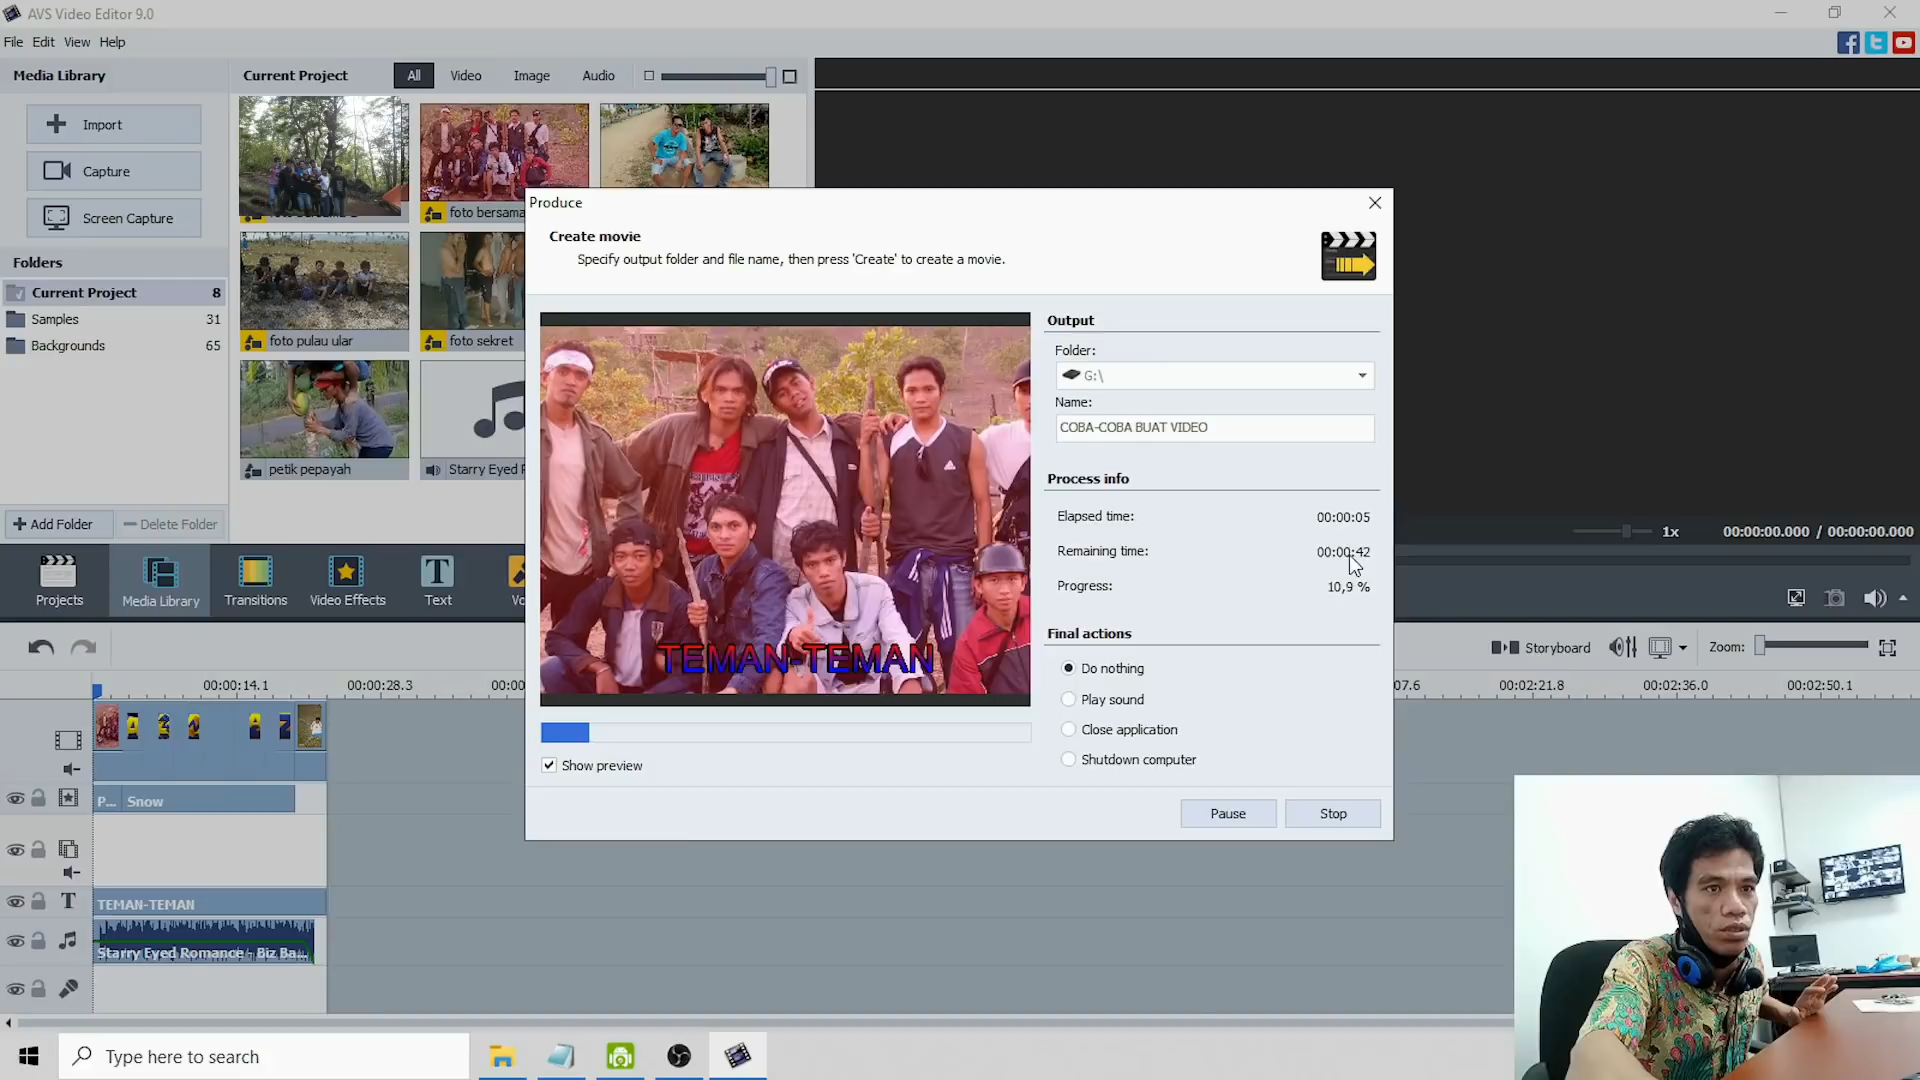 AVS Video Editor 9.0
File Edit View Help
Media Library
Current Project
All Video Image Audio
Import
Capture
Screen Capture
Folders
Current Project 8
Samples 31
Backgrounds 65
foto bersama
foto pulau ular
foto sekret
petik pepayah
Starry Eyed
+ Add Folder
Delete Folder
Produce
Create movie
Specify output folder and file name, then press 'Create' to create a movie.
TEMAN-TEMAN
Show preview
Output
Folder:
G:\
Name:
COBA-COBA BUAT VIDEO
Process info
Elapsed time: 00:00:05
Remaining time: 00:00:42
Progress: 10,9 %
Final actions
Do nothing
Play sound
Close application
Shutdown computer
Pause Stop
1x 00:00:00.000 / 00:00:00.000
Projects Media Library Transitions Video Effects Text
Storyboard Zoom:
00:00:14.1 00:00:28.3 00:02:21.8 00:02:36.0 00:02:50.1
P... Snow
TEMAN-TEMAN
Starry Eyed Romance - Biz Ba...
Type here to search